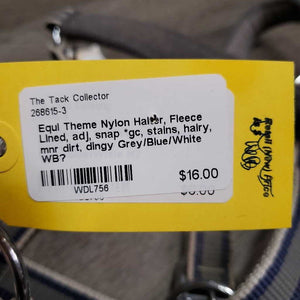 The Tack Collector
268615-3
Equi Theme Nylon Halter, Fleece
Lined, adj, snap *gc, stains, hairy,
mnr dirt, dingy Grey/Blue/White
WB?
$16.00
WDL756